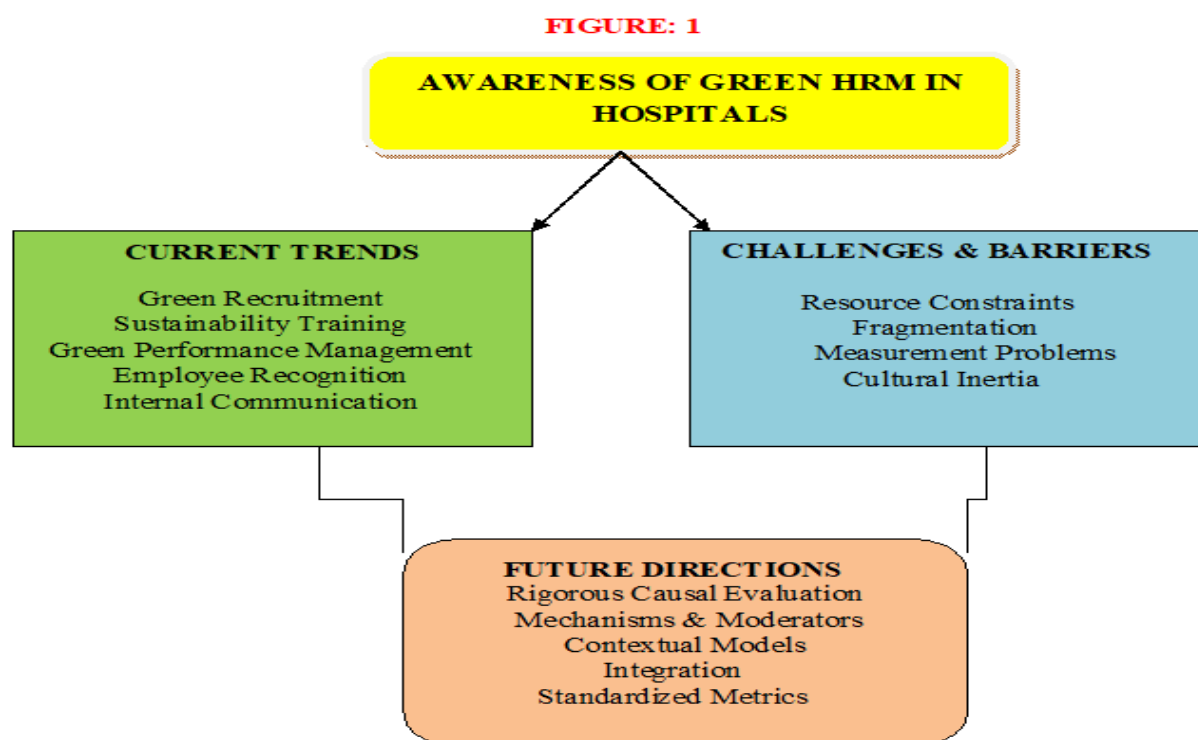 FIGURE: 1
AWARENESS OF GREEN HRM IN
HOSPITALS
CURRENT TRENDS
Green Recruitment
Sustainability Training
Green Performance Management
Employee Recognition
Internal Communication
CHALLENGES & BARRIERS
Resource Constraints
Fragmentation
Measurement Problems
Cultural Inertia
FUTURE DIRECTIONS
Rigorous Causal Evaluation
Mechanisms & Moderators
Contextual Models
Integration
Standardized Metrics